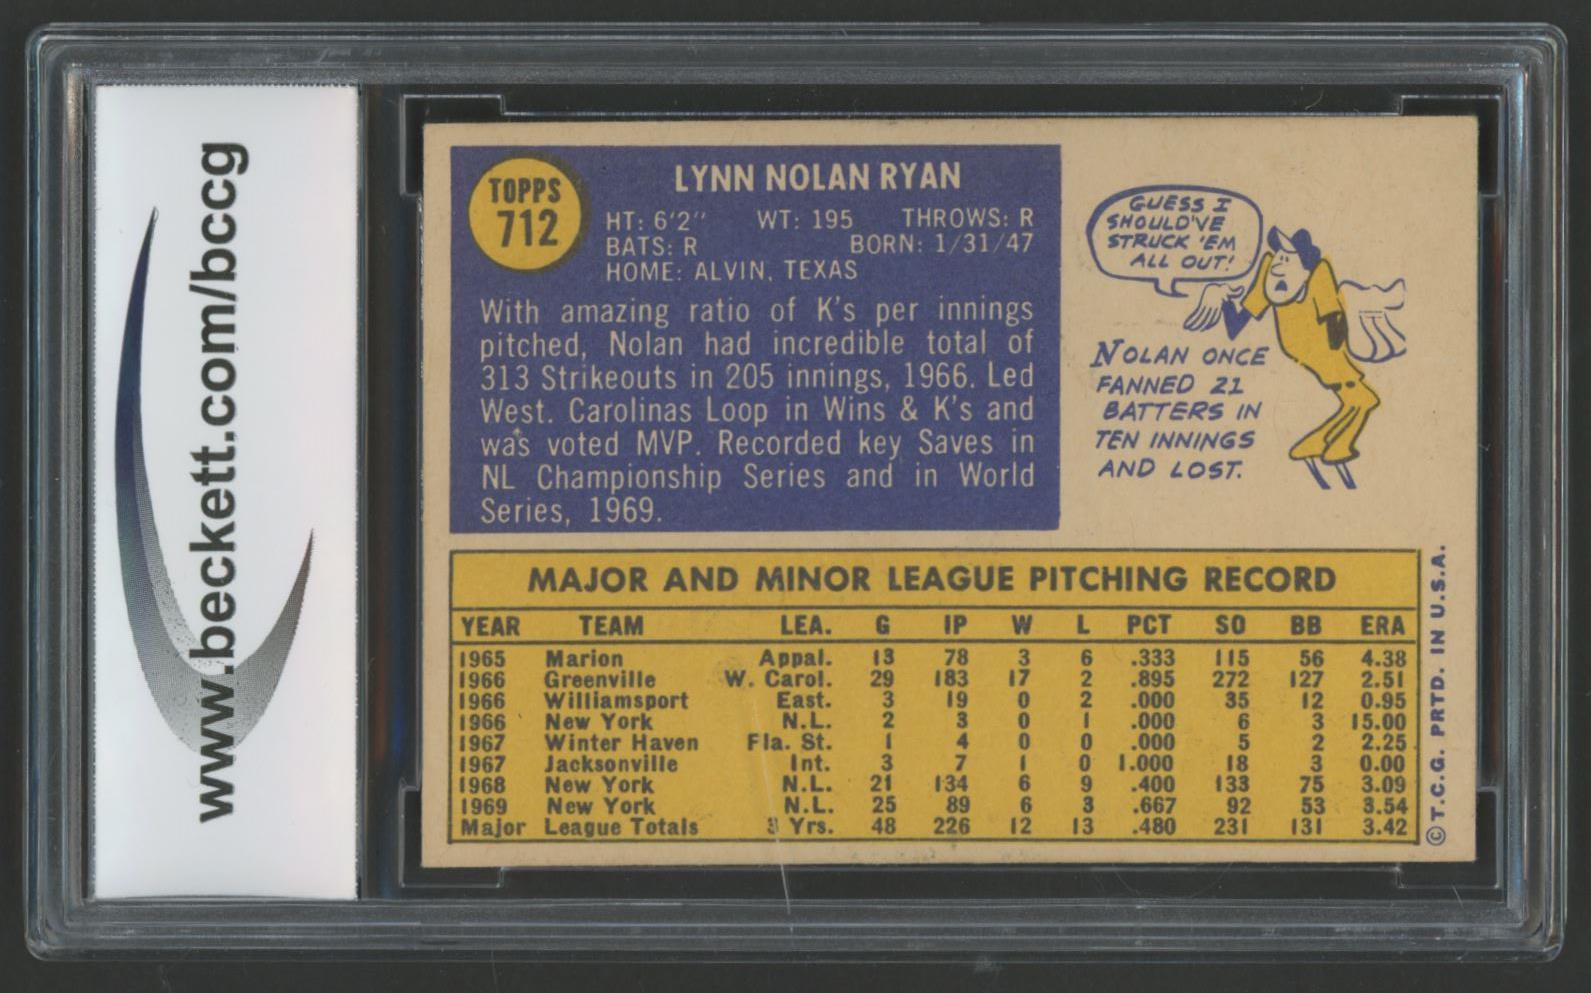 www.beckett.com/bccg
TOPPS
712
LYNN NOLAN RYAN
HT: 6'2" WT: 195 THROWS: R
BATS: R BORN: 1/31/47
HOME: ALVIN, TEXAS
With amazing ratio of K's per innings
pitched, Nolan had incredible total of
313 Strikeouts in 205 innings, 1966. Led
West. Carolinas Loop in Wins & K's and
was voted MVP. Recorded key Saves in
NL Championship Series and in World
Series, 1969.
GUESS I
SHOULD'VE
STRUCK 'EM
ALL OUT!
NOLAN ONCE
FANNED 21
BATTERS IN
TEN INNINGS
AND LOST.
MAJOR AND MINOR LEAGUE PITCHING RECORD
YEAR TEAM LEA. G IP W L PCT SO BB ERA
1965 Marion Appal. 13 78 3 6 .333 115 56 4.38
1966 Greenville W. Carol. 29 183 17 2 .895 272 127 2.51
1966 Williamsport East. 3 19 0 2 .000 35 12 0.95
1966 New York N.L. 2 3 0 1 .000 6 3 15.00
1967 Winter Haven Fla. St. 1 4 0 0 .000 5 2 2.25
1967 Jacksonville Int. 3 7 1 0 1.000 18 3 0.00
1968 New York N.L. 21 134 6 9 .400 133 75 3.09
1969 New York N.L. 25 89 6 3 .667 92 53 3.54
Major League Totals 3 Yrs. 48 226 12 13 .480 231 131 3.42
© T.C.G. PRTD. IN U.S.A.